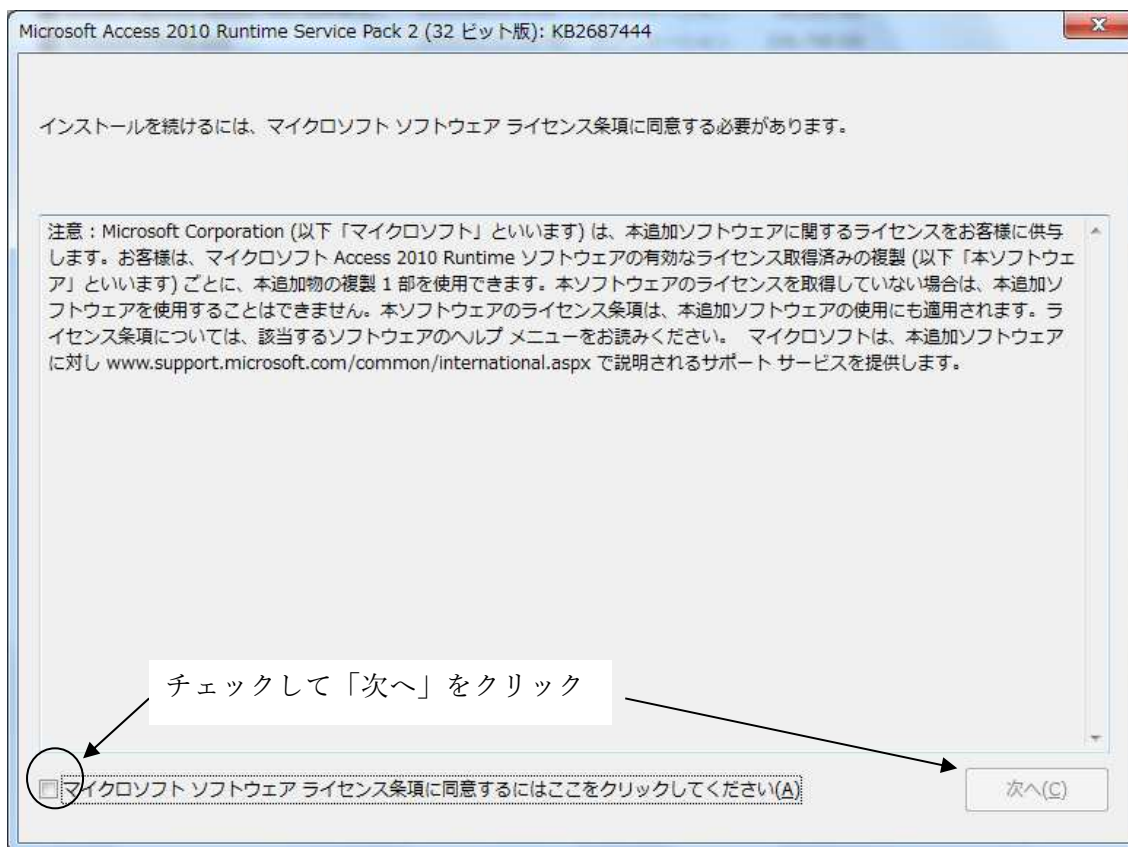 Microsoft Access 2010 Runtime Service Pack 2 (32 ビット版): KB2687444
インストールを続けるには、マイクロソフト ソフトウェア ライセンス条項に同意する必要があります。
注意：Microsoft Corporation (以下「マイクロソフト」といいます) は、本追加ソフトウェアに関するライセンスをお客様に供与
します。お客様は、マイクロソフト Access 2010 Runtime ソフトウェアの有効なライセンス取得済みの複製 (以下「本ソフトウェ
ア」といいます) ごとに、本追加物の複製 1 部を使用できます。本ソフトウェアのライセンスを取得していない場合は、本追加ソ
フトウェアを使用することはできません。本ソフトウェアのライセンス条項は、本追加ソフトウェアの使用にも適用されます。ラ
イセンス条項については、該当するソフトウェアのヘルプ メニューをお読みください。 マイクロソフトは、本追加ソフトウェア
に対し www.support.microsoft.com/common/international.aspx で説明されるサポート サービスを提供します。
チェックして「次へ」をクリック
マイクロソフト ソフトウェア ライセンス条項に同意するにはここをクリックしてください(A)
次へ(C)